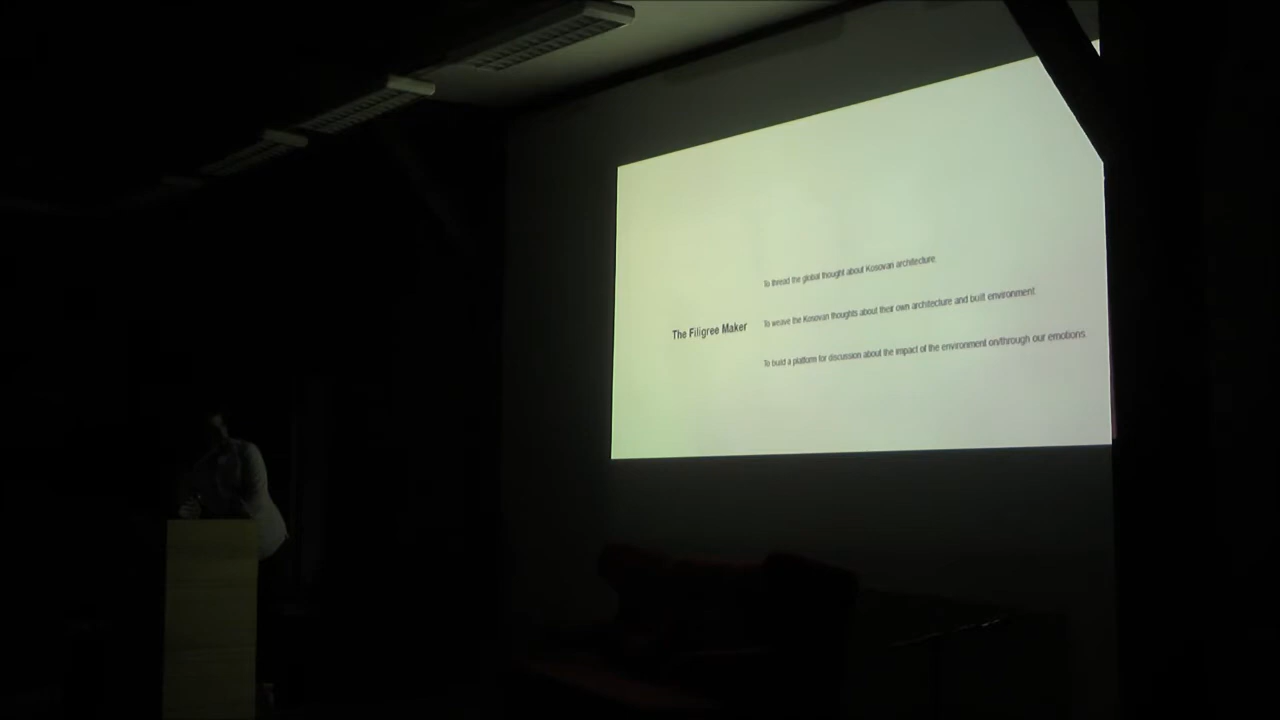 To thread the global thought about Kosovan architecture.
The Filigree Maker
To weave the Kosovan thoughts about their own architecture and built environment.
To build a platform for discussion about the impact of the environment on/through our emotions.